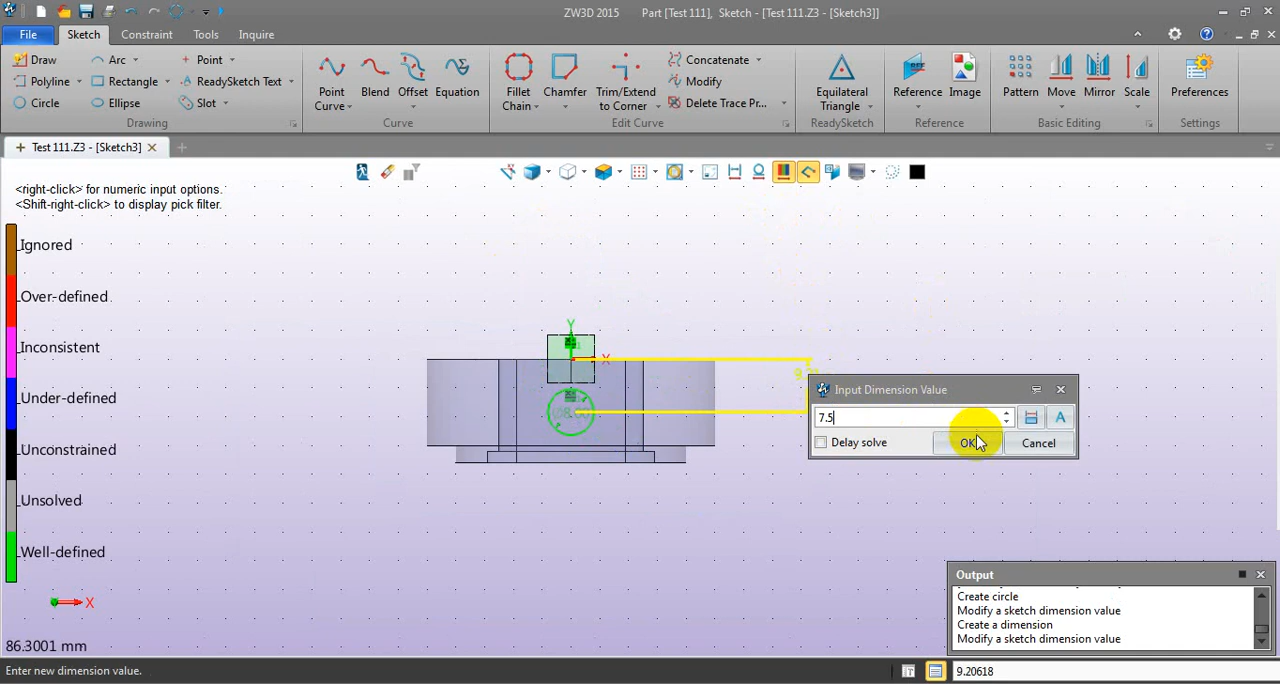 ZW3D 2015 Part [Test 111], Sketch - [Test 111.Z3 - [Sketch3]]
File Sketch Constraint Tools Inquire
Draw Arc Point
Polyline Rectangle ReadySketch Text
Circle Ellipse Slot
Drawing
Point Curve Blend Offset Equation
Curve
Fillet Chain Chamfer Trim/Extend to Corner
Concatenate
Modify
Delete Trace Pr...
Edit Curve
Equilateral Triangle
ReadySketch
Reference Image
Reference
Pattern Move Mirror Scale
Basic Editing
Preferences
Settings
Test 111.Z3 - [Sketch3]
<right-click> for numeric input options.
<Shift-right-click> to display pick filter.
Ignored
Over-defined
Inconsistent
Under-defined
Unconstrained
Unsolved
Well-defined
Y
X
X
Input Dimension Value
7.5
Delay solve OK Cancel
Output
Create circle
Modify a sketch dimension value
Create a dimension
Modify a sketch dimension value
86.3001 mm
Enter new dimension value.
9.20618